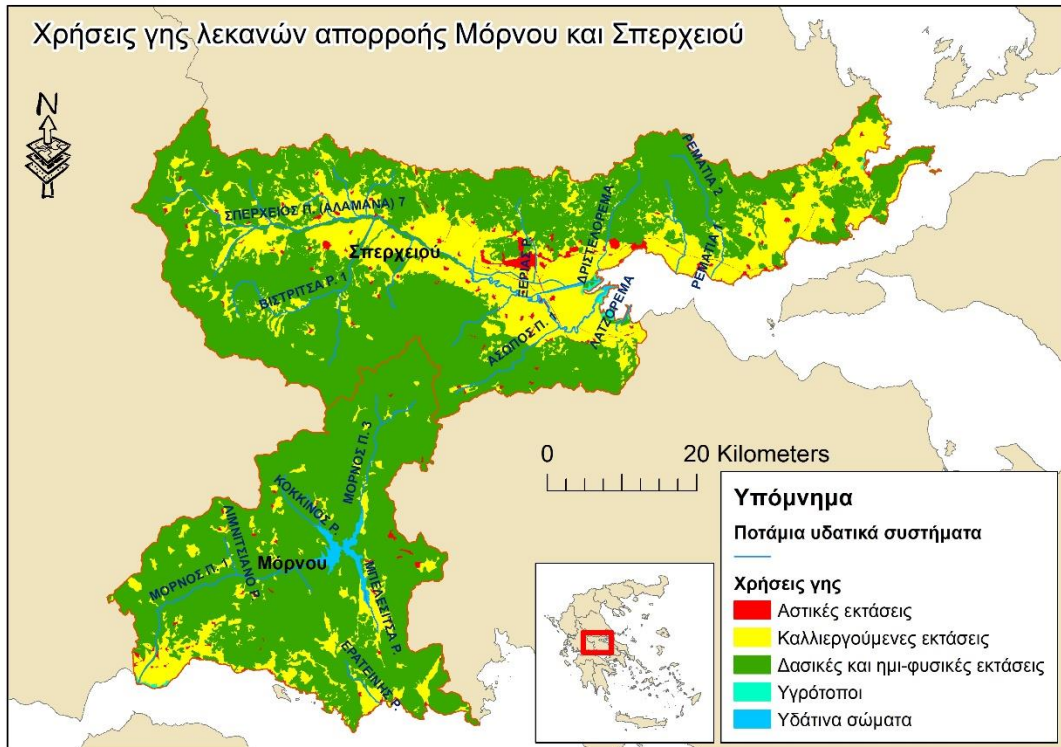 Χρήσεις γης λεκανών απορροής Μόρνου και Σπερχειού
N
ΡΕΜΑΤΙΑ 2
ΣΠΕΡΧΕΙΟΣ Π. (ΑΛΑΜΑΝΑ) 7
Σπερχειού
ΞΕΡΙΑΣ Ρ.
ΔΡΙΣΤΕΛΟΡΕΜΑ
ΡΕΜΑΤΙΑ 1
ΒΙΣΤΡΙΤΣΑ Ρ. 1
ΛΑΤΖΟΡΕΜΑ
ΑΣΩΠΟΣ Π. 1
ΜΟΡΝΟΣ Π. 3
0 20 Kilometers
ΚΟΚΚΙΝΟΣ Ρ.
ΛΙΜΝΙΤΣΙΑΝΟ Ρ.
Μόρνου
ΜΟΡΝΟΣ Π. 1
ΜΠΕΛΕΣΙΤΣΑ Ρ.
ΕΡΑΤΕΙΝΗΣ Ρ.
Υπόμνημα
Ποτάμια υδατικά συστήματα
Χρήσεις γης
Αστικές εκτάσεις
Καλλιεργούμενες εκτάσεις
Δασικές και ημι-φυσικές εκτάσεις
Υγρότοποι
Υδάτινα σώματα